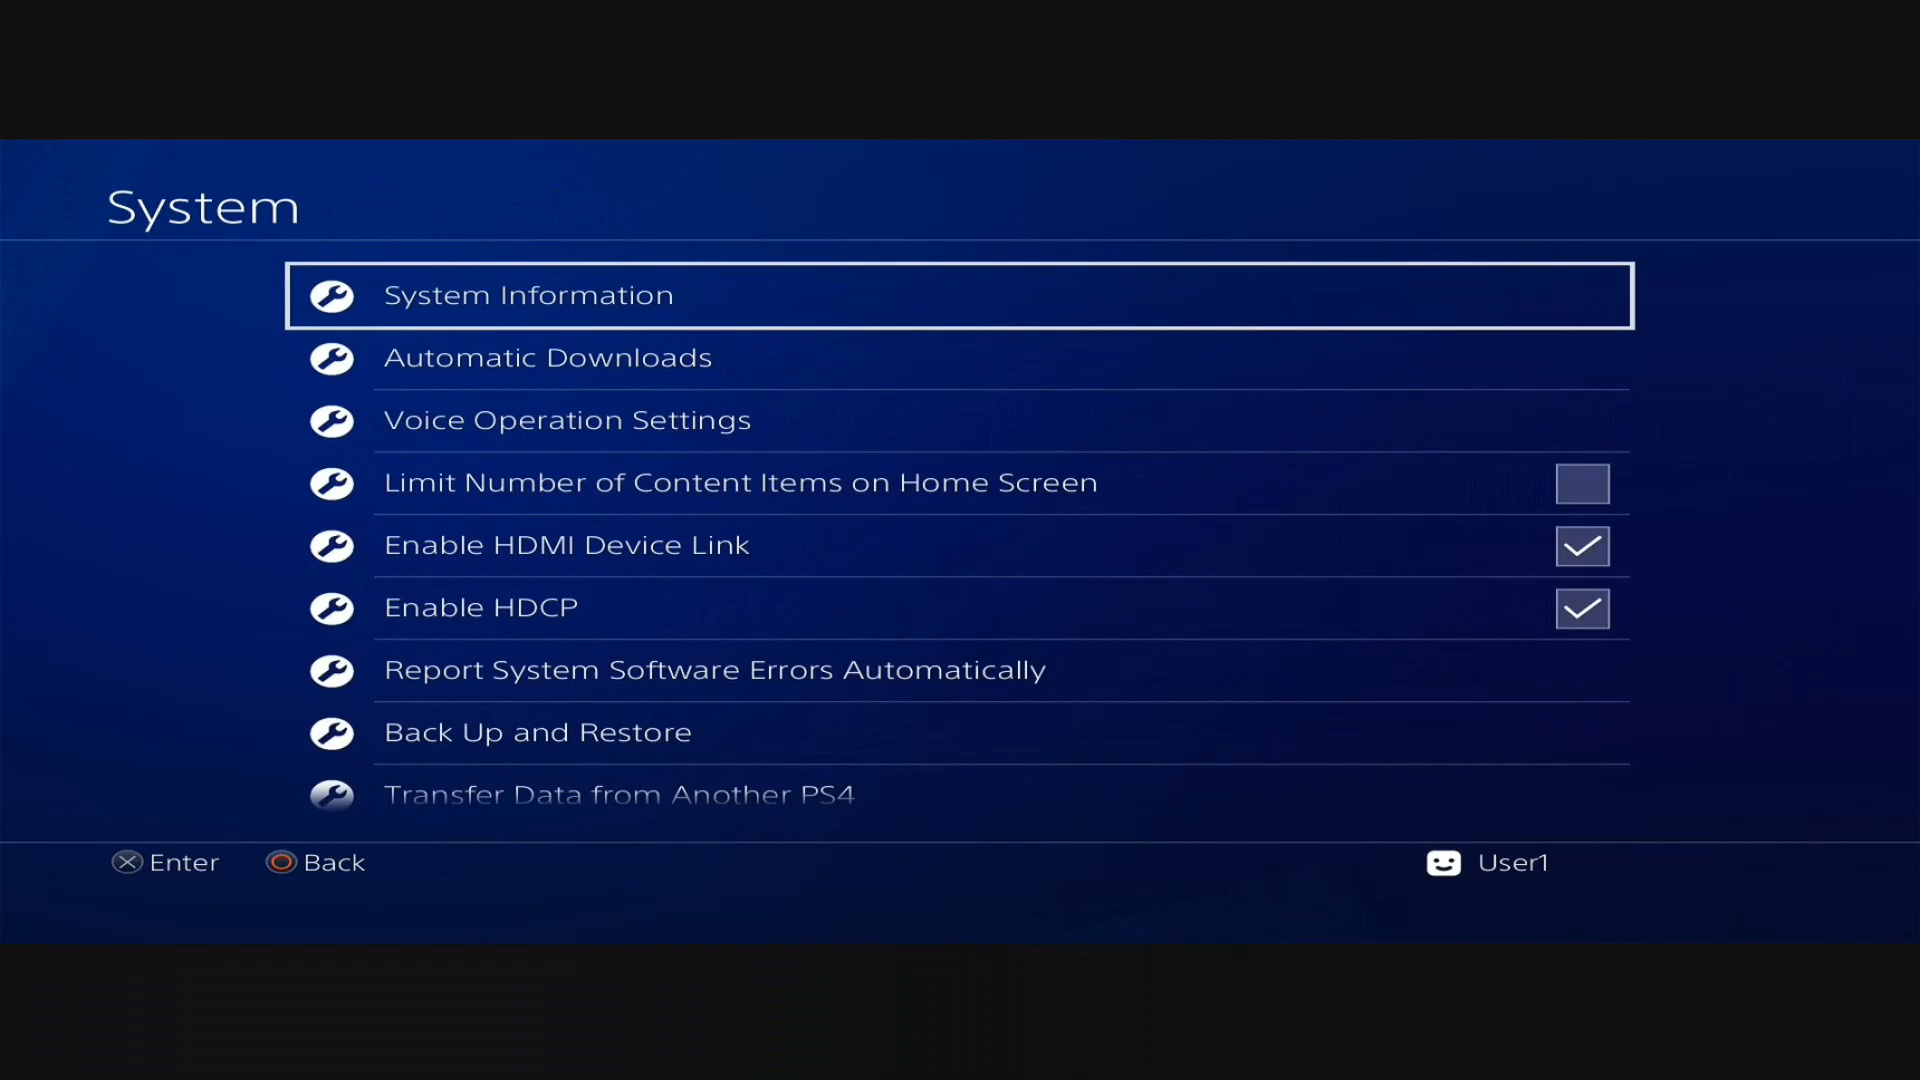 System
System Information
Automatic Downloads
Voice Operation Settings
Limit Number of Content Items on Home Screen
Enable HDMI Device Link
Enable HDCP
Report System Software Errors Automatically
Back Up and Restore
Transfer Data from Another PS4
Enter Back User1